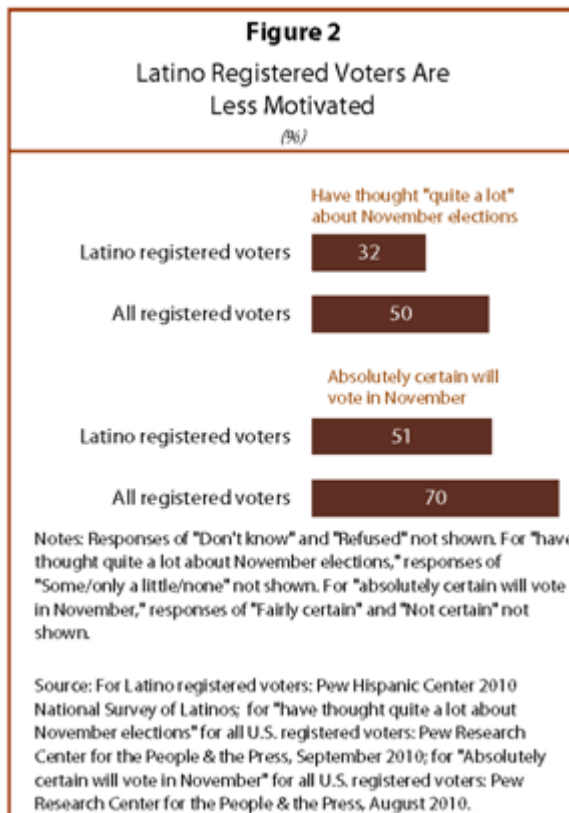 Figure 2
Latino Registered Voters Are
Less Motivated
(%)
Have thought "quite a lot"
about November elections
Latino registered voters 32
All registered voters 50
Absolutely certain will
vote in November
Latino registered voters 51
All registered voters 70
Notes: Responses of "Don't know" and "Refused" not shown. For "have
thought quite a lot about November elections," responses of
"Some/only a little/none" not shown. For "absolutely certain will vote
in November," responses of "Fairly certain" and "Not certain" not
shown.
Source: For Latino registered voters: Pew Hispanic Center 2010
National Survey of Latinos; for "have thought quite a lot about
November elections" for all U.S. registered voters: Pew Research
Center for the People & the Press, September 2010; for "Absolutely
certain will vote in November" for all U.S. registered voters: Pew
Research Center for the People & the Press, August 2010.